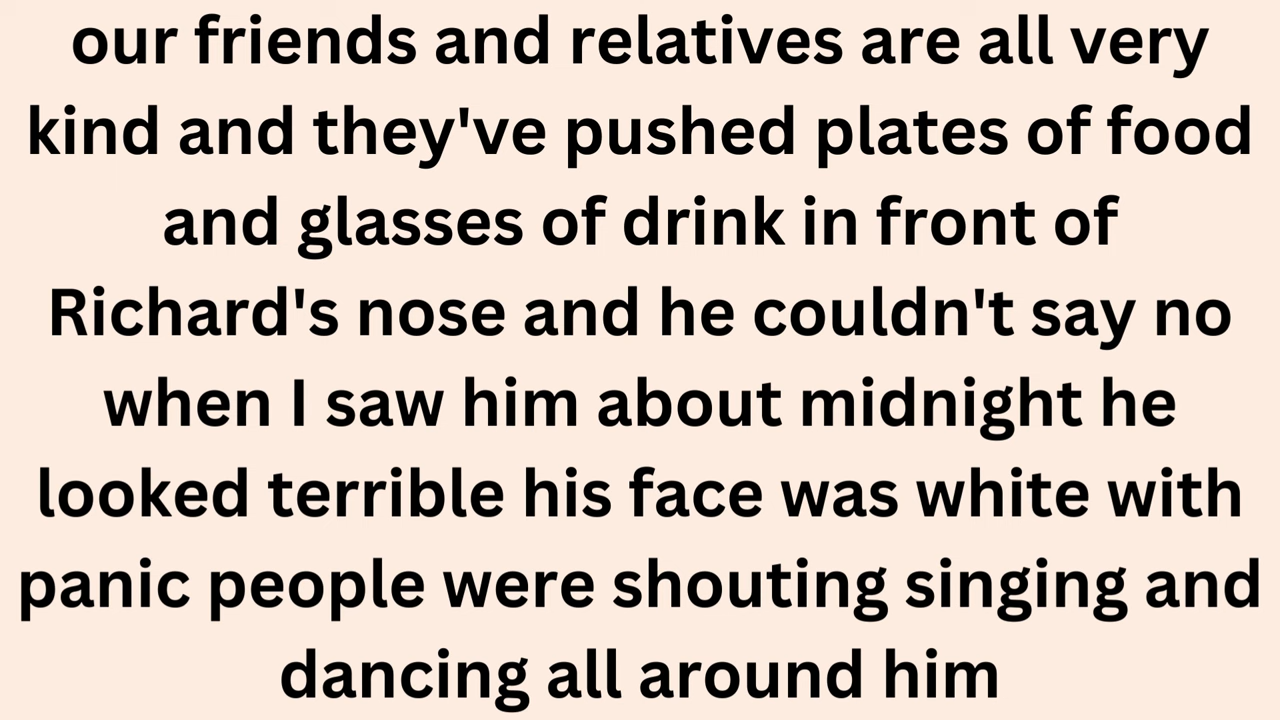 our friends and relatives are all very
kind and they've pushed plates of food
and glasses of drink in front of
Richard's nose and he couldn't say no
when I saw him about midnight he
looked terrible his face was white with
panic people were shouting singing and
dancing all around him